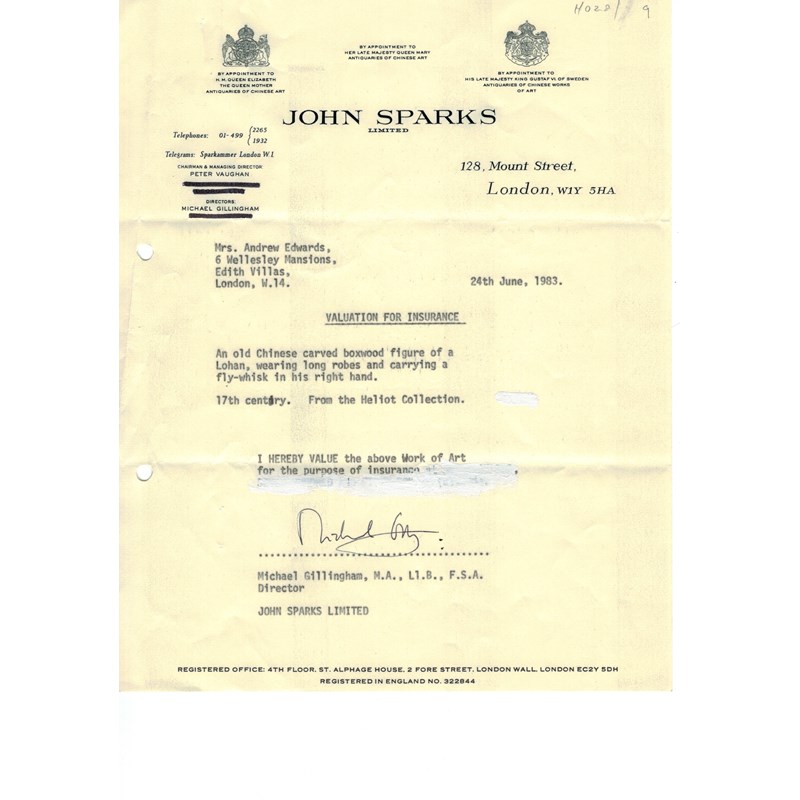 H022/ 9
BY APPOINTMENT TO
H.M. QUEEN ELIZABETH
THE QUEEN MOTHER
ANTIQUARIES OF CHINESE ART
BY APPOINTMENT TO
HER LATE MAJESTY QUEEN MARY
ANTIQUARIES OF CHINESE ART
BY APPOINTMENT TO
HIS LATE MAJESTY KING GUSTAF VI. OF SWEDEN
ANTIQUARIES OF CHINESE WORKS
OF ART
JOHN SPARKS
LIMITED
Telephones: 01-499 {2265
{1932
Telegrams: Sparksmmer London W.1
CHAIRMAN & MANAGING DIRECTOR:
PETER VAUGHAN
DIRECTORS:
MICHAEL GILLINGHAM
128, Mount Street,
London, W1Y 5HA
Mrs. Andrew Edwards,
6 Wellesley Mansions,
Edith Villas,
London, W.14.
24th June, 1983.
VALUATION FOR INSURANCE
An old Chinese carved boxwood figure of a
Lohan, wearing long robes and carrying a
fly-whisk in his right hand.
17th centry. From the Heliot Collection.
I HEREBY VALUE the above Work of Art
for the purpose of insurance
Michael Gillingham, M.A., Ll.B., F.S.A.
Director
JOHN SPARKS LIMITED
REGISTERED OFFICE: 4TH FLOOR, ST. ALPHAGE HOUSE, 2 FORE STREET, LONDON WALL, LONDON EC2Y 5DH
REGISTERED IN ENGLAND NO. 322844